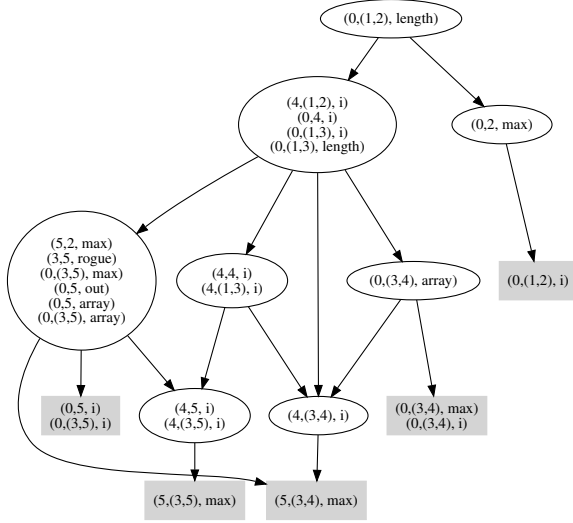 (0,(1,2), length)
(4,(1,2), i)
(0,4, i)
(0,(1,3), i)
(0,(1,3), length)
(0,2, max)
(5,2, max)
(3,5, rogue)
(0,(3,5), max)
(0,5, out)
(0,5, array)
(0,(3,5), array)
(4,4, i)
(4,(1,3), i)
(0,(3,4), array)
(0,(1,2), i)
(0,5, i)
(0,(3,5), i)
(4,5, i)
(4,(3,5), i)
(4,(3,4), i)
(0,(3,4), max)
(0,(3,4), i)
(5,(3,5), max)
(5,(3,4), max)